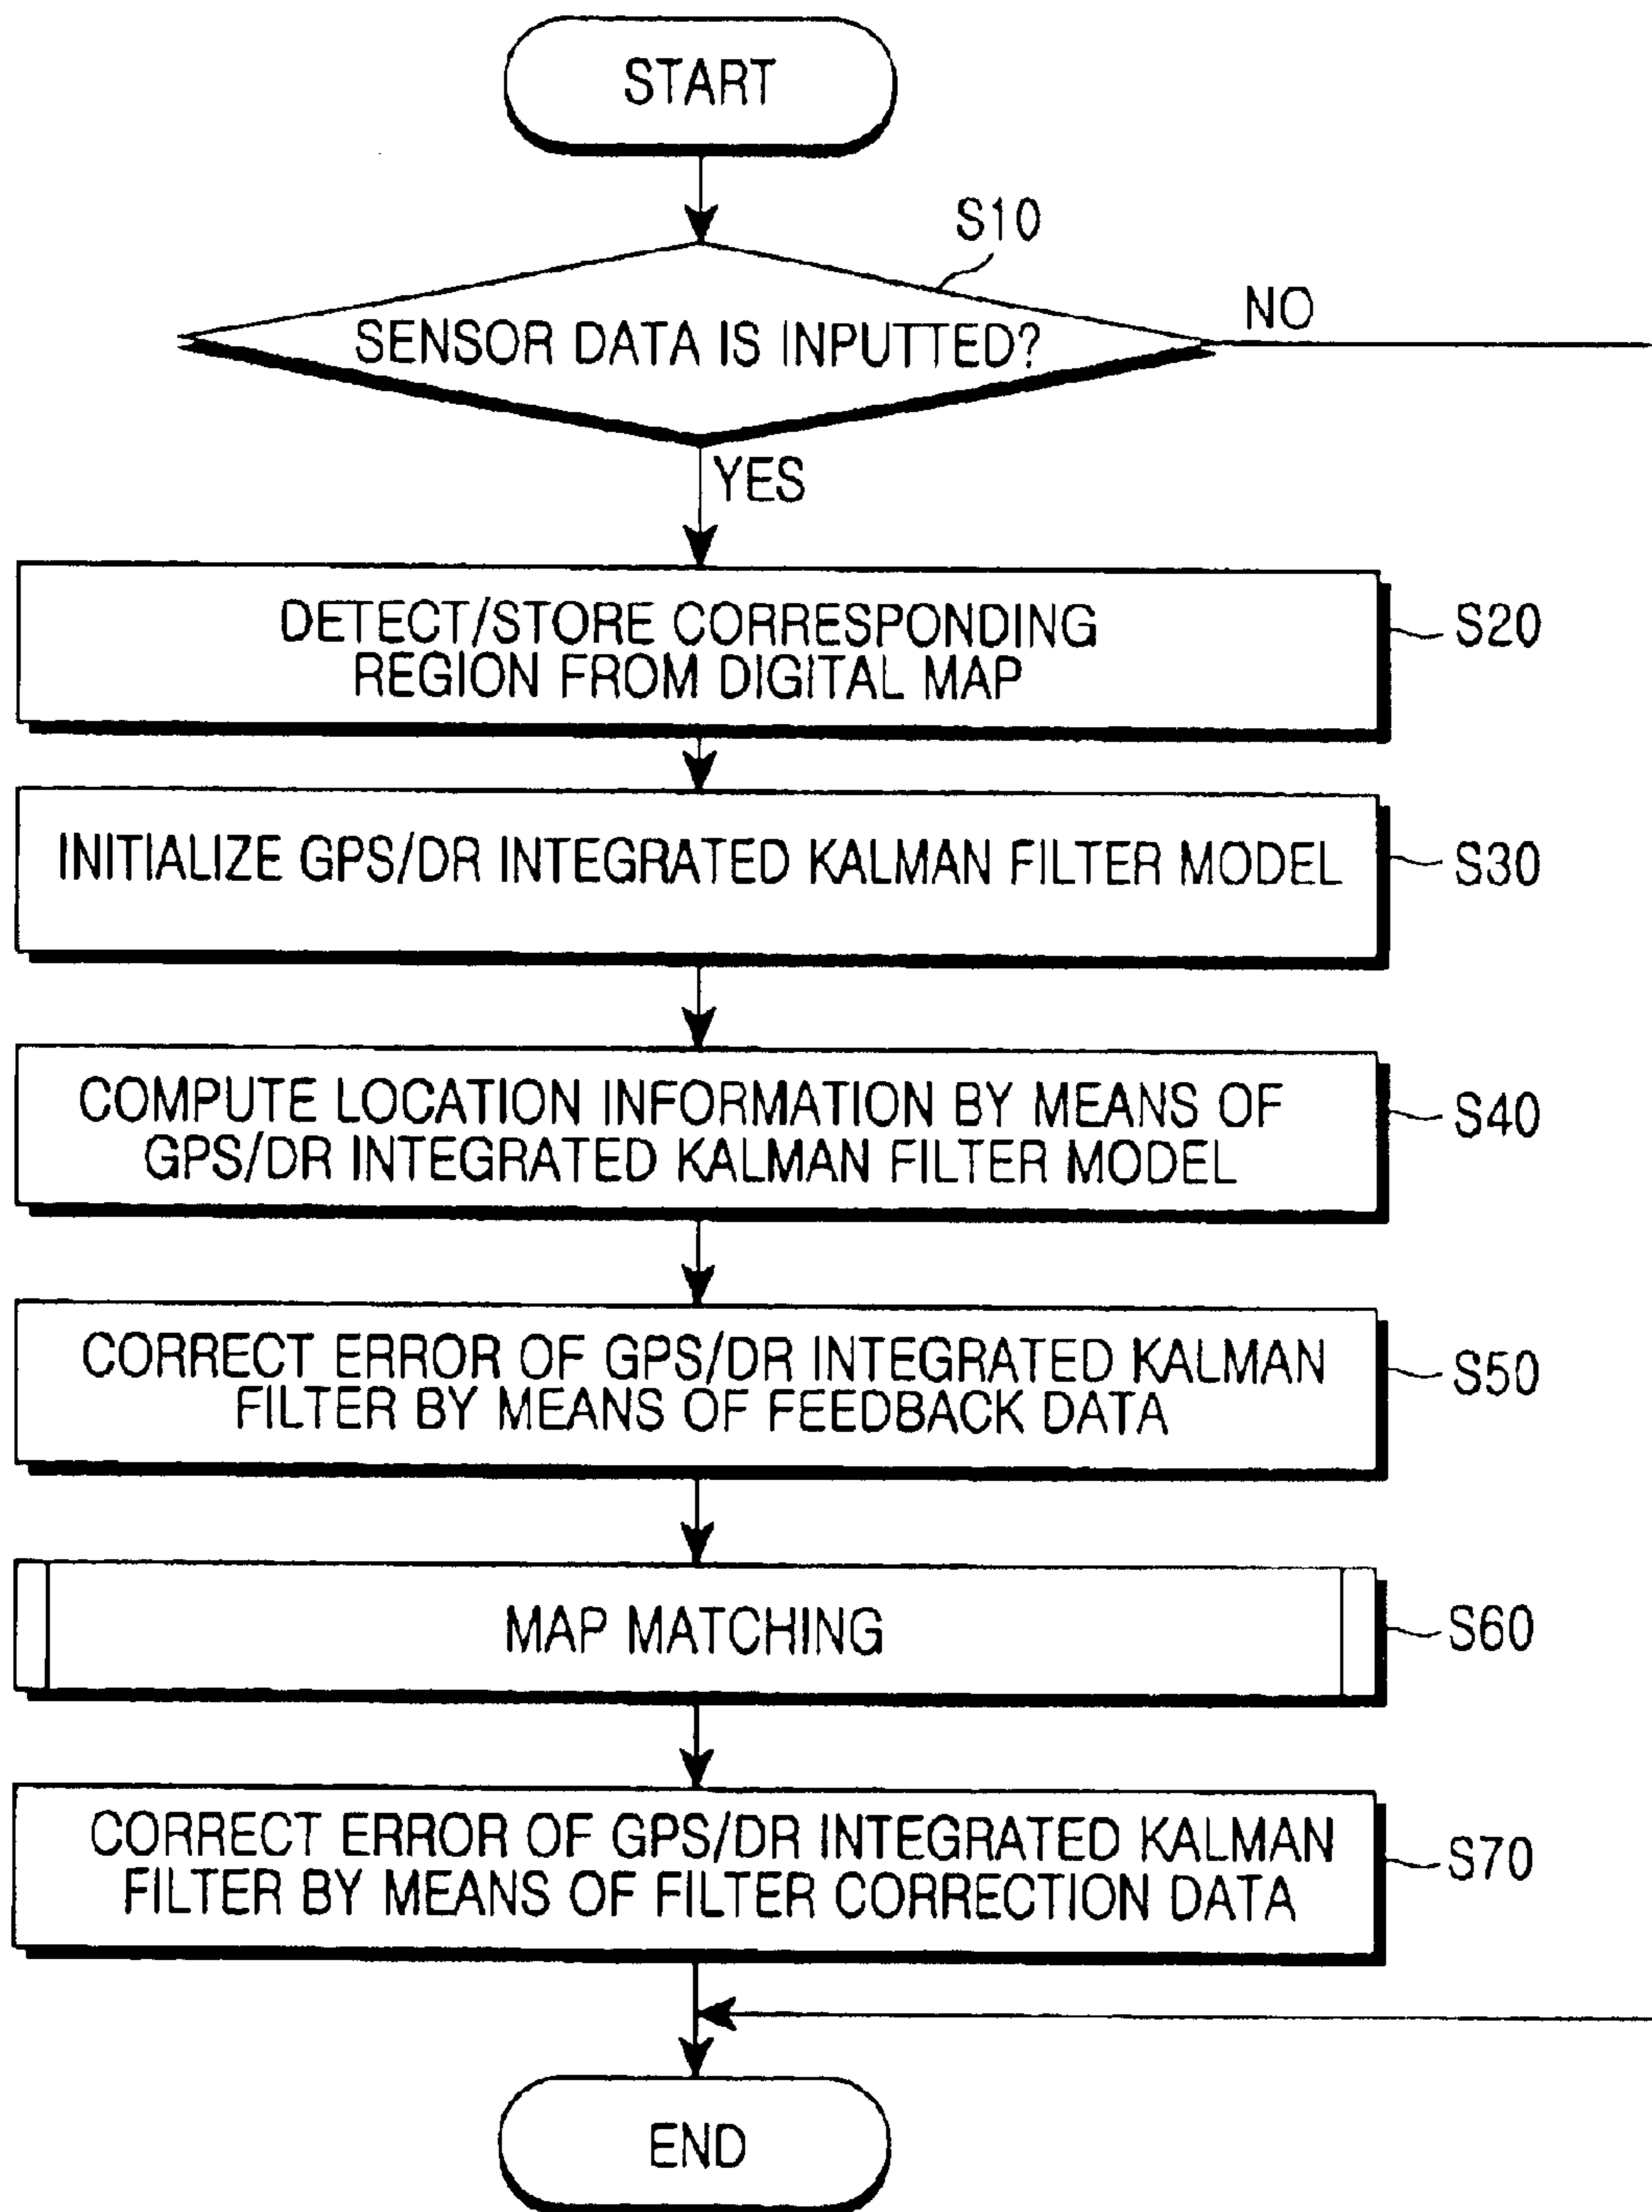 START
S10
SENSOR DATA IS INPUTTED?
NO
YES
DETECT/STORE CORRESPONDING
REGION FROM DIGITAL MAP
S20
INITIALIZE GPS/DR INTEGRATED KALMAN FILTER MODEL
S30
COMPUTE LOCATION INFORMATION BY MEANS OF
GPS/DR INTEGRATED KALMAN FILTER MODEL
S40
CORRECT ERROR OF GPS/DR INTEGRATED KALMAN
FILTER BY MEANS OF FEEDBACK DATA
S50
MAP MATCHING
S60
CORRECT ERROR OF GPS/DR INTEGRATED KALMAN
FILTER BY MEANS OF FILTER CORRECTION DATA
S70
END